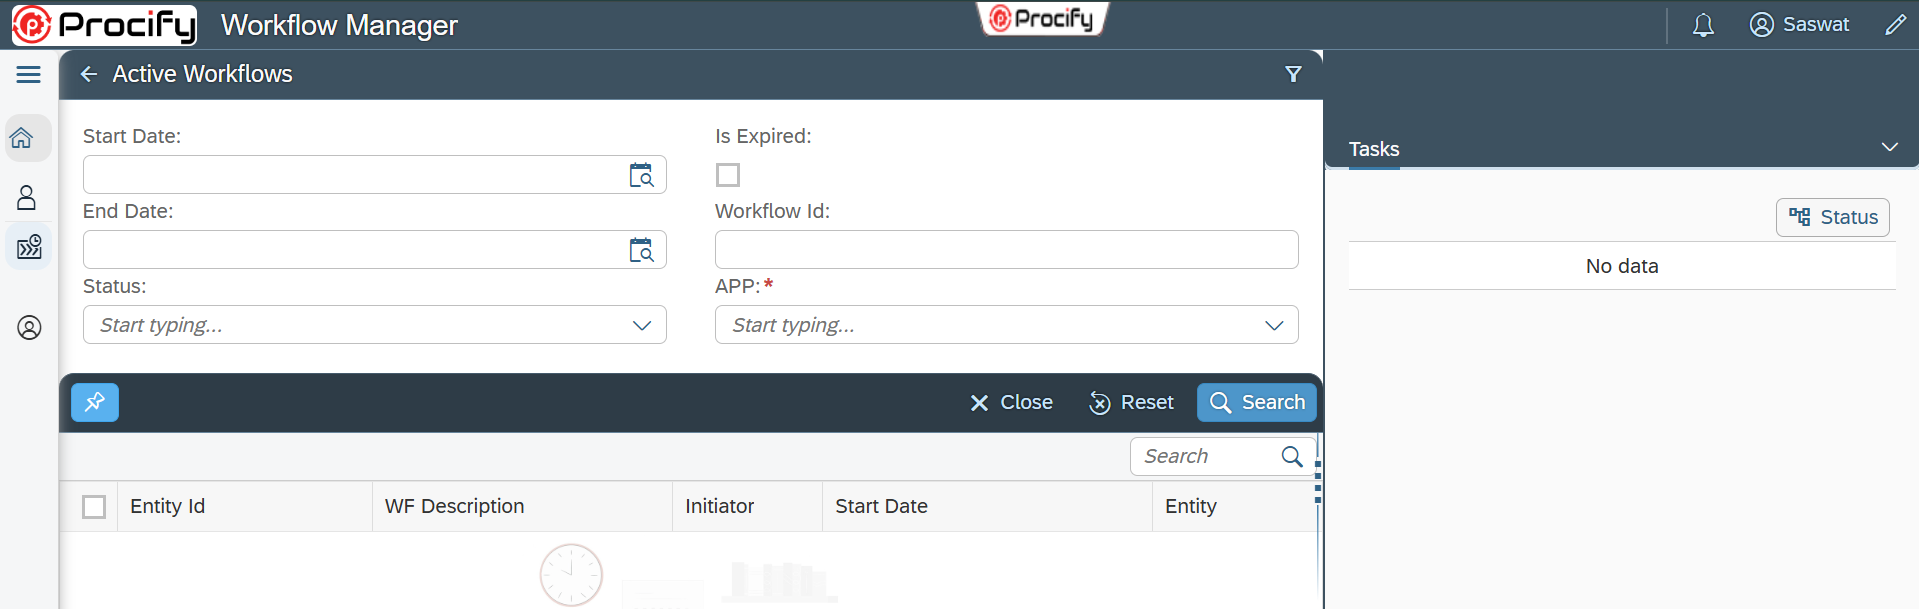 Procify Workflow Manager
Procify
Saswat
Active Workflows
Start Date:
Is Expired:
End Date:
Workflow Id:
Status:
APP:*
Start typing...
Start typing...
Close
Reset
Search
Search
Entity Id
WF Description
Initiator
Start Date
Entity
Tasks
Status
No data